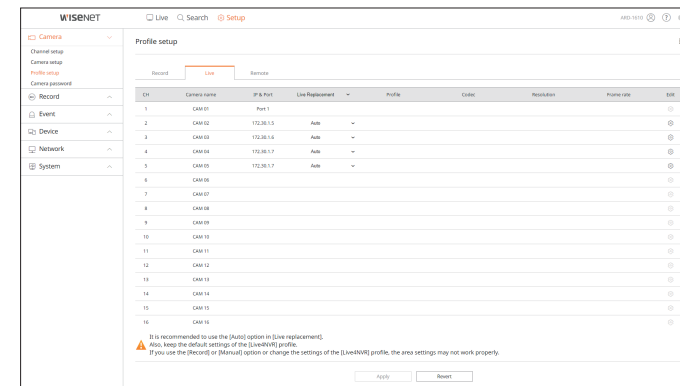 WISENET
Live Search Setup ARD-1610
Camera
Channel setup
Camera setup
Profile setup
Camera password
Record
Event
Device
Network
System
Profile setup
Record Live Remote
CH Camera name IP & Port Live Replacement Profile Codec Resolution Frame rate Edit
1 CAM 01 Port 1
2 CAM 02 172.30.1.5 Auto
3 CAM 03 172.30.1.6 Auto
4 CAM 04 172.30.1.7 Auto
5 CAM 05 172.30.1.7 Auto
6 CAM 06
7 CAM 07
8 CAM 08
9 CAM 09
10 CAM 10
11 CAM 11
12 CAM 12
13 CAM 13
14 CAM 14
15 CAM 15
16 CAM 16
It is recommended to use the [Auto] option in [Live replacement].
Also, keep the default settings of the [Live4NVR] profile.
If you use the [Record] or [Manual] option or change the settings of the [Live4NVR] profile, the area settings may not work properly.
Apply Revert